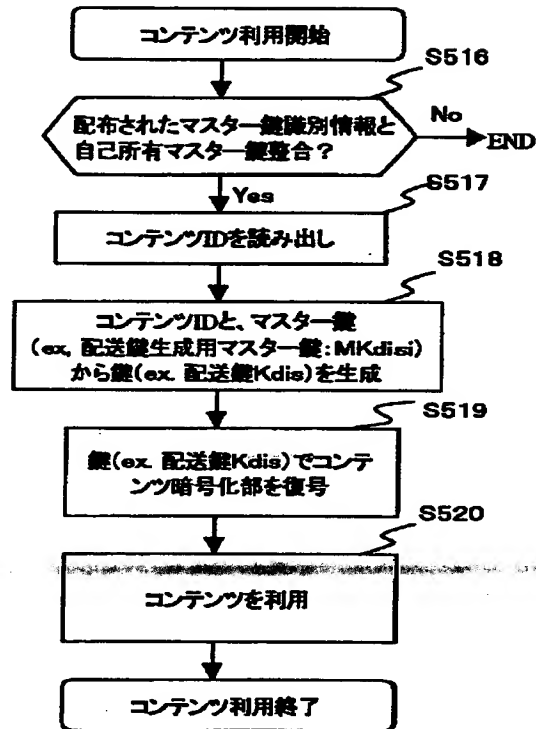 コンテンツ利用開始
S516
配布されたマスター鍵識別情報と
自己所有マスター鍵整合?
No
END
Yes
S517
コンテンツIDを読み出し
S518
コンテンツIDと、マスター鍵
(ex, 配送鍵生成用マスター鍵:MKdisi)
から鍵(ex. 配送鍵Kdis)を生成
S519
鍵(ex. 配送鍵Kdis)でコンテ
ンツ暗号化部を復号
S520
コンテンツを利用
コンテンツ利用終了